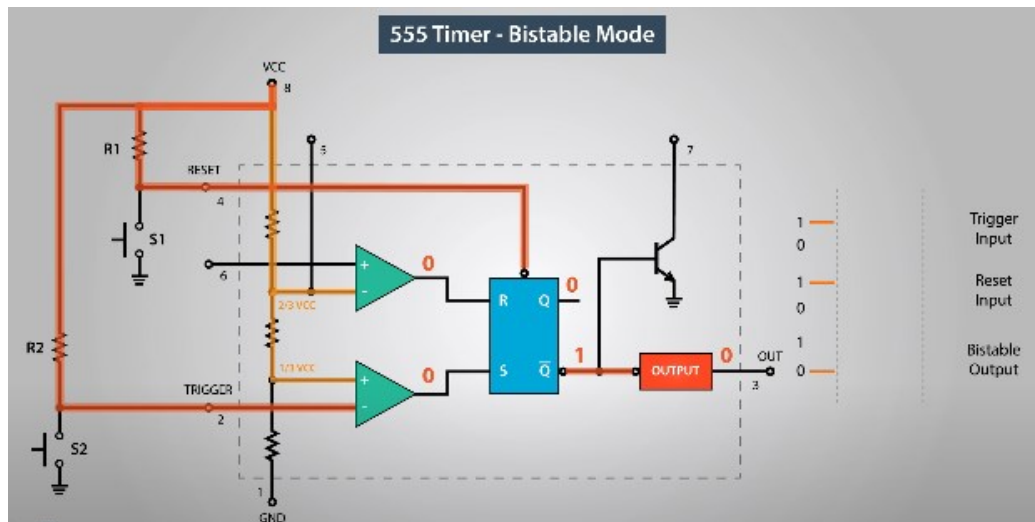 555 Timer - Bistable Mode
VCC
8
R1
5
7
RESET
4
S1
6
+
-
0
2/3 VCC
R
Q
0
S
Q
1
R2
1/3 VCC
TRIGGER
2
+
-
0
OUTPUT
0
OUT
3
S2
1
GND
1
0
Trigger
Input
1
0
Reset
Input
1
0
Bistable
Output